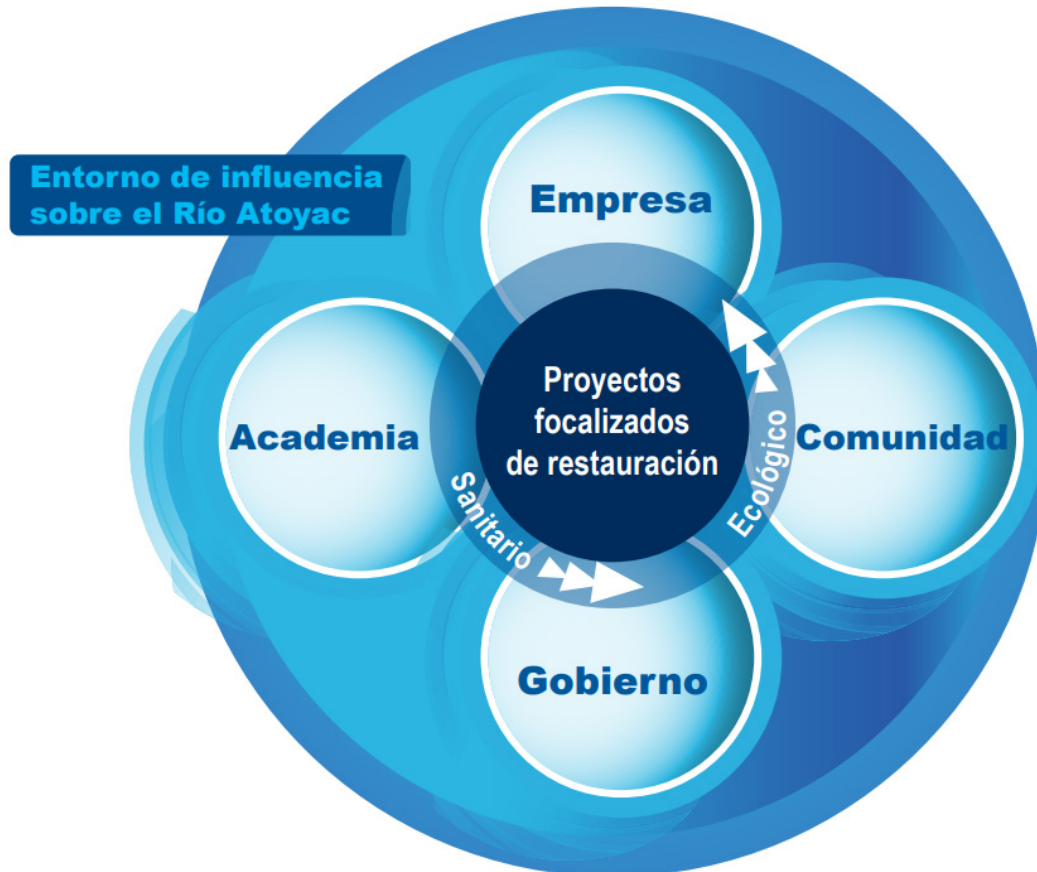 Entorno de influencia
sobre el Río Atoyac
Empresa
Academia
Proyectos
focalizados
de restauración
Comunidad
Sanitario
Ecológico
Gobierno